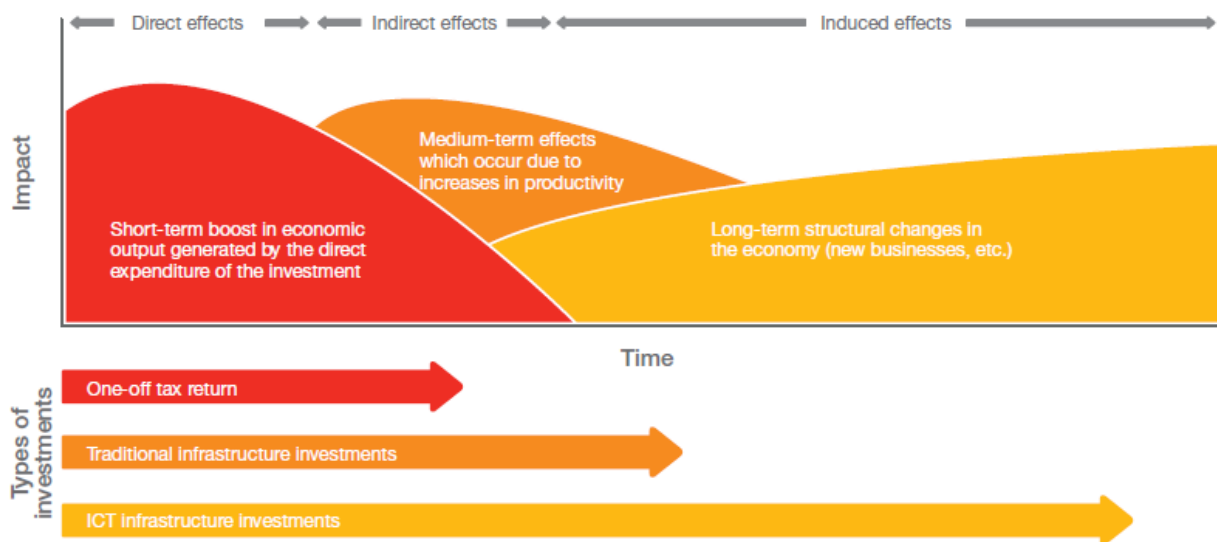 Direct effects
Indirect effects
Induced effects
Impact
Medium-term effects
which occur due to
increases in productivity
Short-term boost in economic
output generated by the direct
expenditure of the investment
Long-term structural changes in
the economy (new businesses, etc.)
Time
Types of
investments
One-off tax return
Traditional infrastructure investments
ICT infrastructure investments